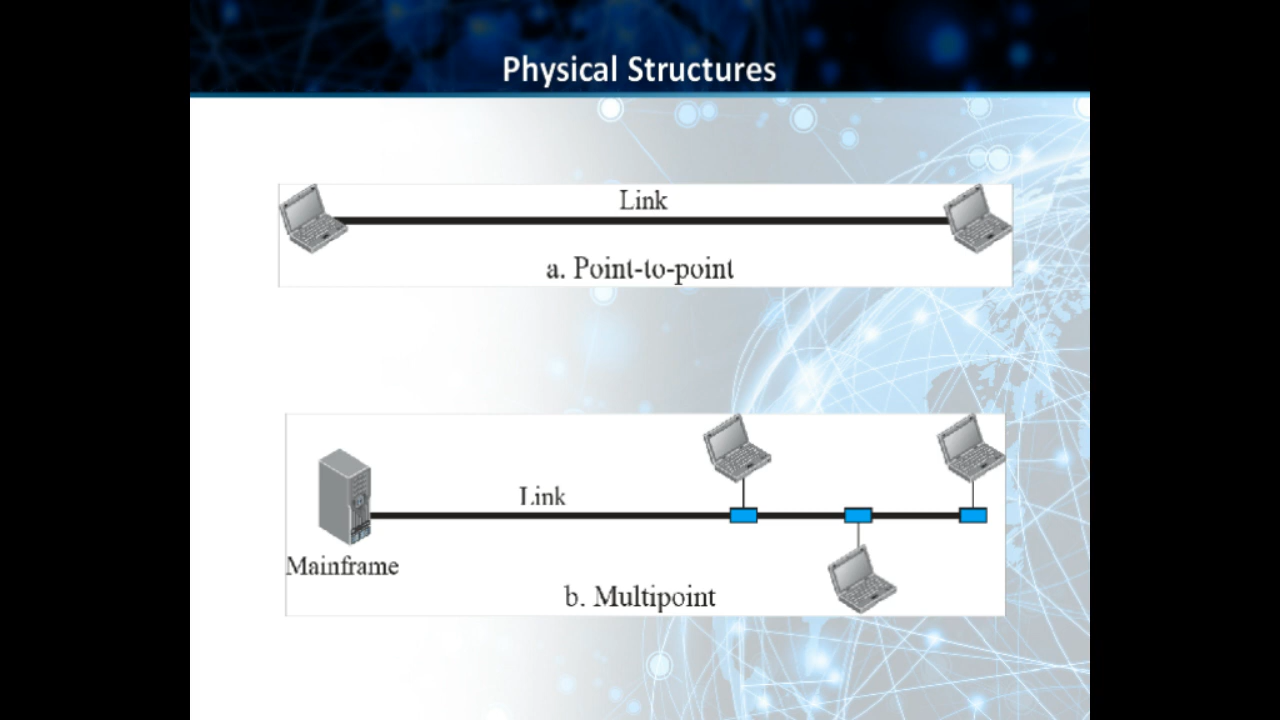 Physical Structures
Link
a. Point-to-point
Link
Mainframe
b. Multipoint